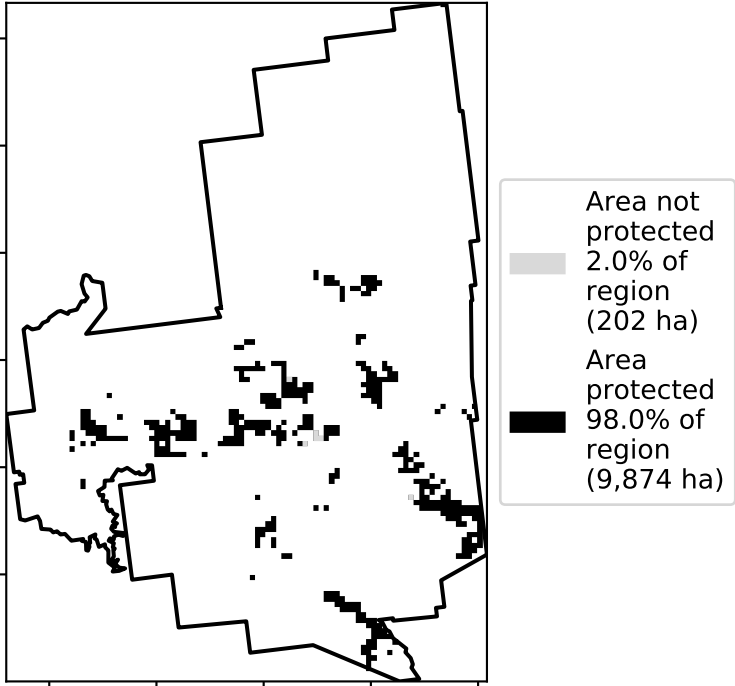 Area not
protected
2.0% of
region
(202 ha)
Area
protected
98.0% of
region
(9,874 ha)